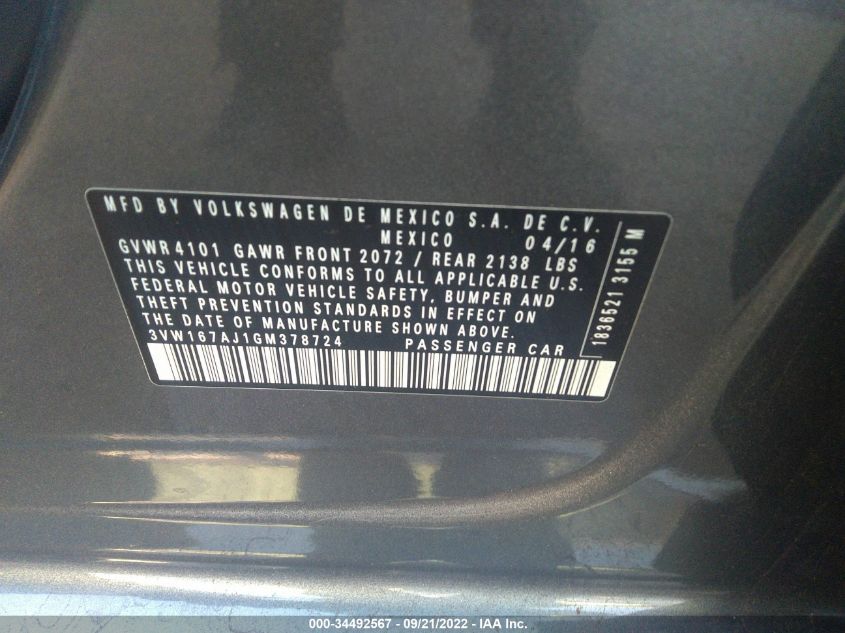 MFD BY VOLKSWAGEN DE MEXICO S.A. DE C.V.
MEXICO 04/16
GVWR 4101 GAWR FRONT 2072 / REAR 2138 LBS
THIS VEHICLE CONFORMS TO ALL APPLICABLE U.S.
FEDERAL MOTOR VEHICLE SAFETY, BUMPER AND
THEFT PREVENTION STANDARDS IN EFFECT ON
THE DATE OF MANUFACTURE SHOWN ABOVE.
3VW167AJ1GM378724 PASSENGER CAR
1836521 3155 M
000-34492567 - 09/21/2022 - IAA Inc.